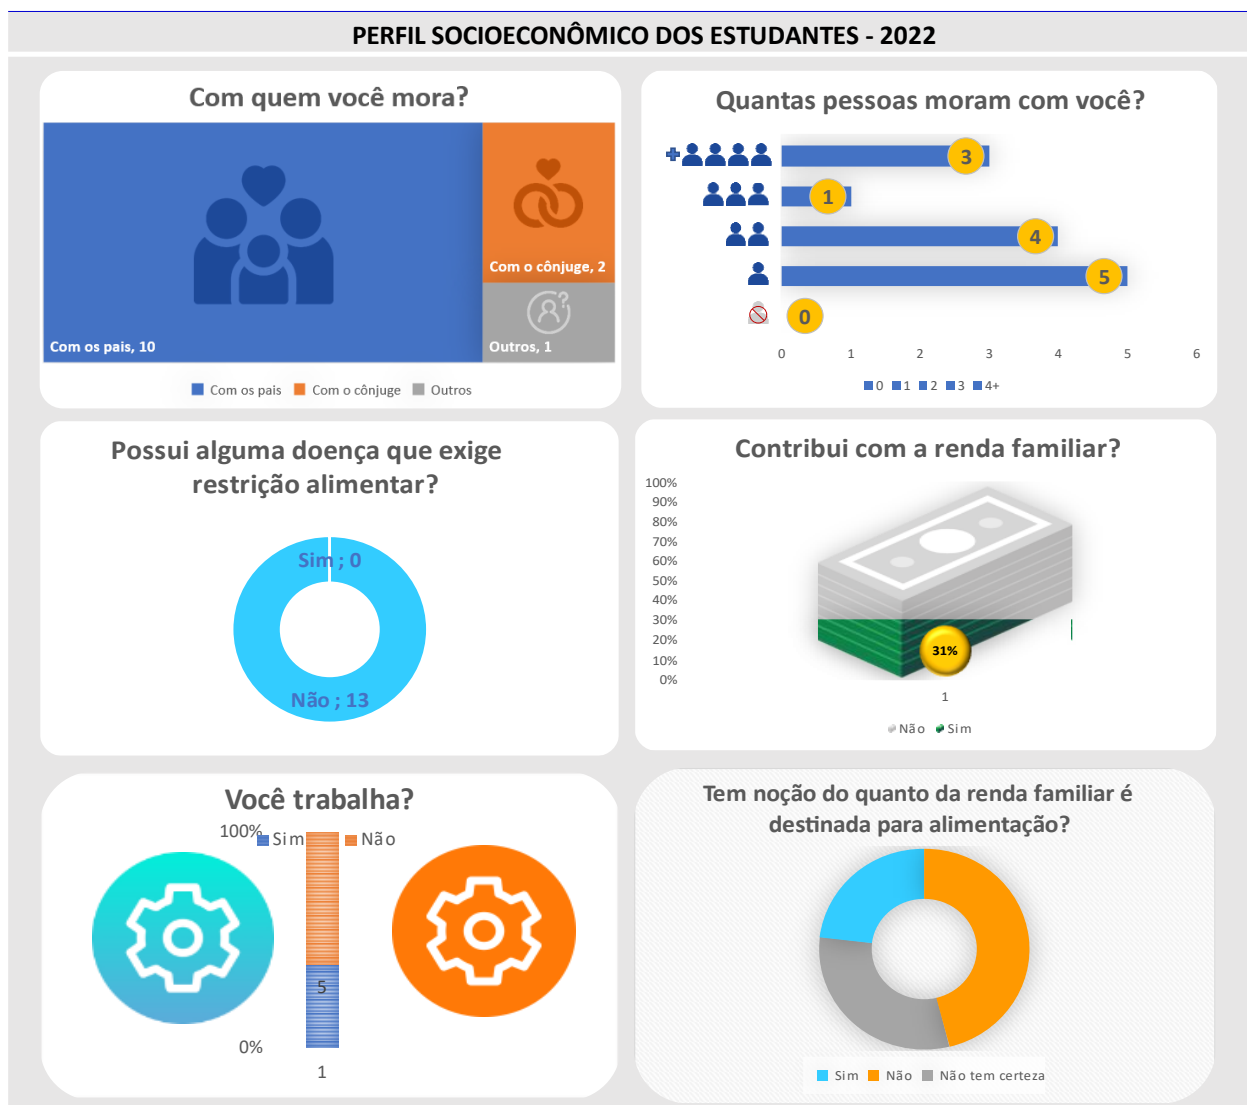 PERFIL SOCIOECONÔMICO DOS ESTUDANTES - 2022
Com quem você mora?
Com o cônjuge, 2
Com os pais, 10
Outros, 1
Com os pais Com o cônjuge Outros
Quantas pessoas moram com você?
3
1
4
5
0
0 1 2 3 4 5 6
0 1 2 3 4+
Possui alguma doença que exige
restrição alimentar?
Sim ; 0
Não ; 13
Contribui com a renda familiar?
100%
90%
80%
70%
60%
50%
40%
30%
20%
10%
0%
31%
1
Não Sim
Você trabalha?
100%
Sim Não
5
0%
1
Tem noção do quanto da renda familiar é
destinada para alimentação?
Sim Não Não tem certeza